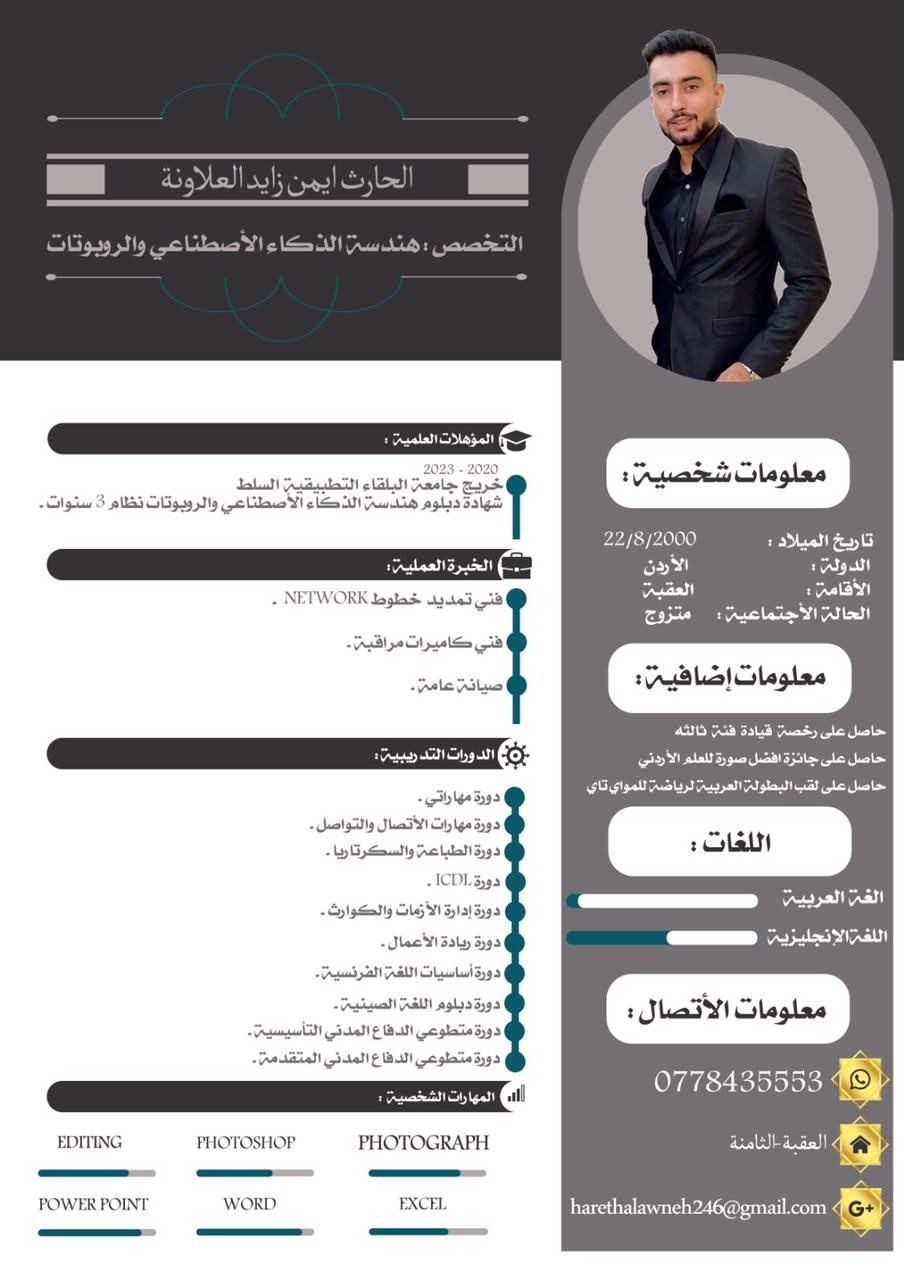 الحارث ايمن زايد العلاونة
التخصص : هندسة الذكاء الأصطناعي والروبوتات
معلومات شخصية :
تاريخ الميلاد : 22/8/2000
الدولة : الأردن
الأقامة : العقبة
الحالة الأجتماعية : متزوج
معلومات إضافية :
حاصل على رخصة قيادة فئة ثالثه
حاصل على جائزة افضل صورة للعلم الأردني
حاصل على لقب البطولة العربية لرياضة للمواي تاي
اللغات :
الغة العربية
اللغة الإنجليزية
معلومات الأتصال :
0778435553
العقبة-الثامنة
harethalawneh246@gmail.com
G+
المؤهلات العلمية :
2023 - 2020
خريج جامعة البلقاء التطبيقية السلط
شهادة دبلوم هندسة الذكاء الأصطناعي والروبوتات نظام 3 سنوات .
الخبرة العملية :
فني تمديد خطوط NETWORK .
فني كاميرات مراقبة .
صيانة عامة .
الدورات التدريبية :
دورة مهاراتي .
دورة مهارات الأتصال والتواصل .
دورة الطباعة والسكرتاريا .
دورة ICDL .
دورة إدارة الأزمات والكوارث .
دورة ريادة الأعمال .
دورة أساسيات اللغة الفرنسية .
دورة دبلوم اللغة الصينية .
دورة متطوعي الدفاع المدني التأسيسية .
دورة متطوعي الدفاع المدني المتقدمة .
المهارات الشخصية :
PHOTOGRAPH
PHOTOSHOP
EDITING
EXCEL
WORD
POWER POINT